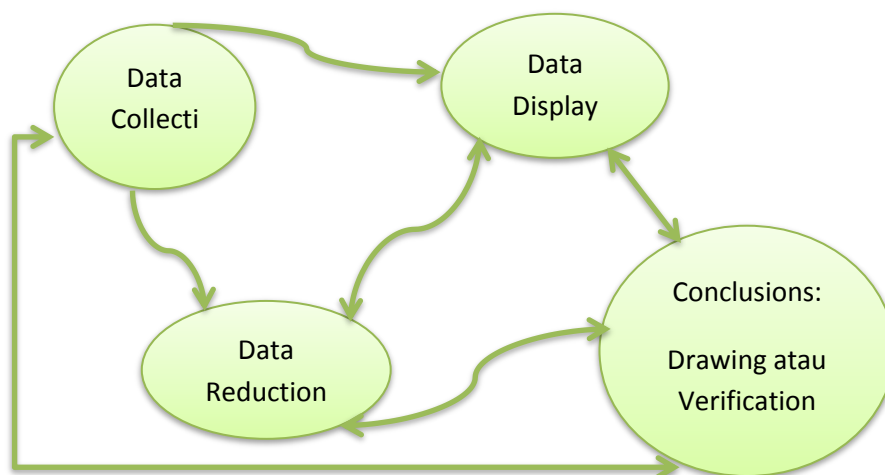 Data
Collecti
Data
Display
Data
Reduction
Conclusions:
Drawing atau
Verification